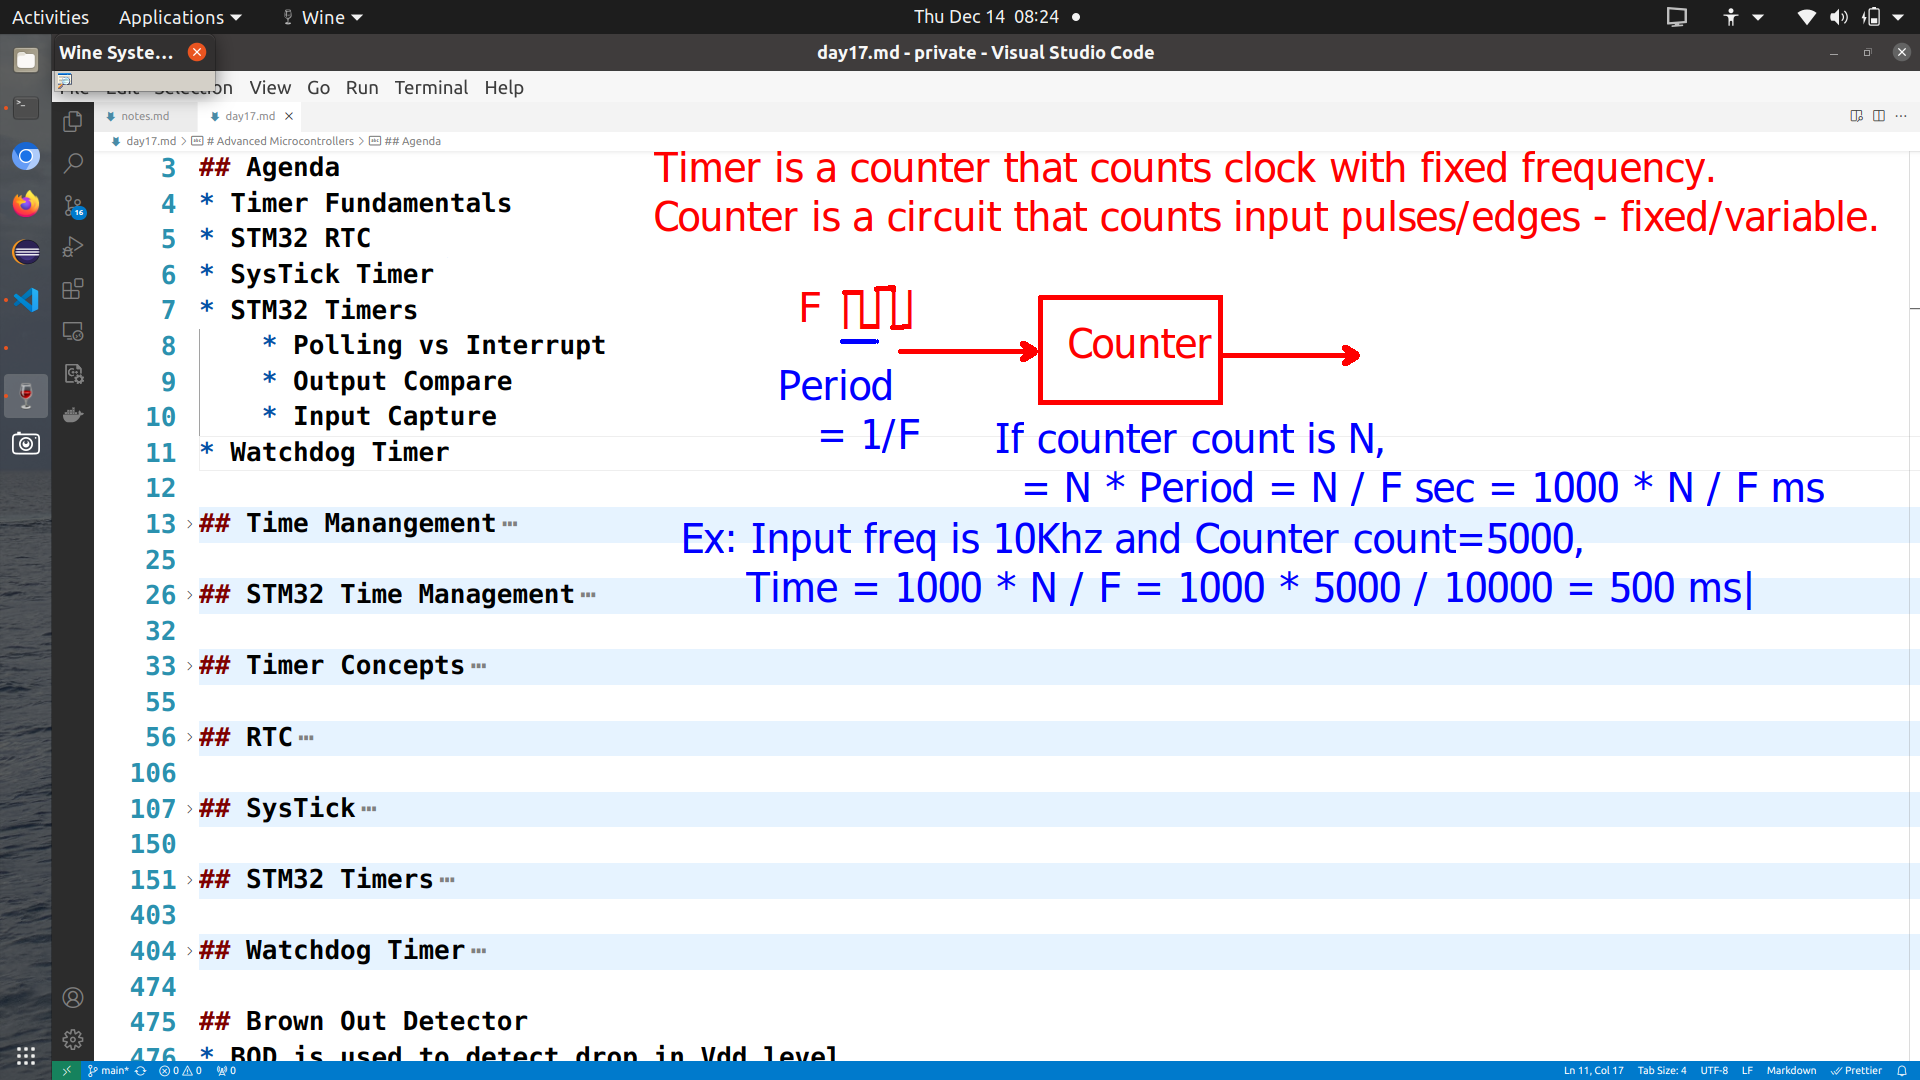 Activities Applications Wine Thu Dec 14 08:24
Wine Syste...
day17.md - private - Visual Studio Code
View Go Run Terminal Help
notes.md day17.md
day17.md > # Advanced Microcontrollers > ## Agenda
3 ## Agenda
4 * Timer Fundamentals
5 * STM32 RTC
6 * SysTick Timer
7 * STM32 Timers
8 * Polling vs Interrupt
9 * Output Compare
10 * Input Capture
11 * Watchdog Timer
12
13 ## Time Manangement ...
25
26 ## STM32 Time Management ...
32
33 ## Timer Concepts ...
55
56 ## RTC ...
106
107 ## SysTick ...
150
151 ## STM32 Timers ...
403
404 ## Watchdog Timer ...
474
475 ## Brown Out Detector
476 * BOD is used to detect drop in Vdd level
Timer is a counter that counts clock with fixed frequency.
Counter is a circuit that counts input pulses/edges - fixed/variable.
F
Counter
Period
= 1/F
If counter count is N,
= N * Period = N / F sec = 1000 * N / F ms
Ex: Input freq is 10Khz and Counter count=5000,
Time = 1000 * N / F = 1000 * 5000 / 10000 = 500 ms
16
main* 0 0 0 Ln 11, Col 17 Tab Size: 4 UTF-8 LF Markdown Prettier